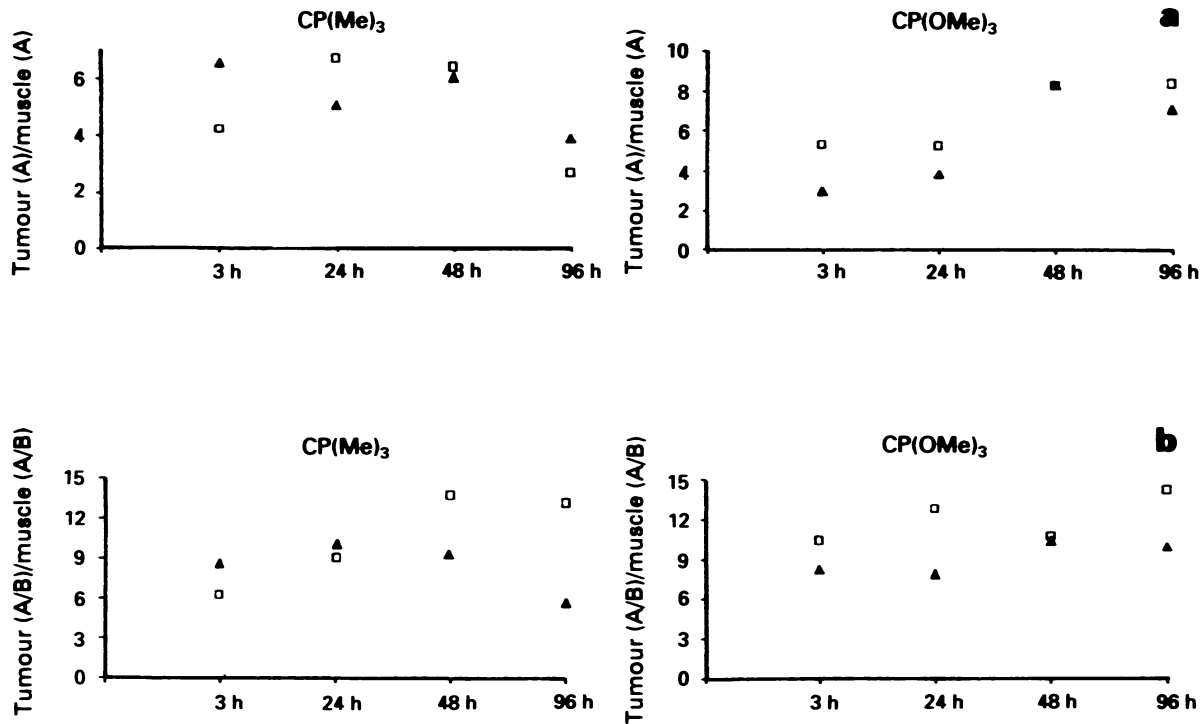 CP(Me)₃
Tumour (A)/muscle (A)
6
4
2
0
3 h 24 h 48 h 96 h
CP(OMe)₃
a
Tumour (A)/muscle (A)
10
8
6
4
2
0
3 h 24 h 48 h 96 h
CP(Me)₃
Tumour (A/B)/muscle (A/B)
15
12
9
6
3
0
3 h 24 h 48 h 96 h
CP(OMe)₃
b
Tumour (A/B)/muscle (A/B)
15
12
9
6
3
0
3 h 24 h 48 h 96 h